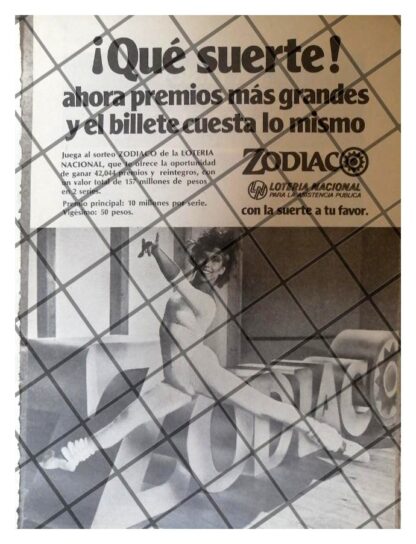 ¡Qué suerte!
ahora premios más grandes
y el billete cuesta lo mismo
Juega al sorteo ZODIACO de la LOTERIA
NACIONAL, que te ofrece la oportunidad
de ganar 42,044 premios y reintegros, con
un valor total de 157 millones de pesos
en 2 series.
Premio principal: 10 millones por serie.
Vigésimo: 50 pesos.
ZODIACO
LN LOTERIA NACIONAL
PARA LA ASISTENCIA PUBLICA
con la suerte a tu favor.
ZODIACO